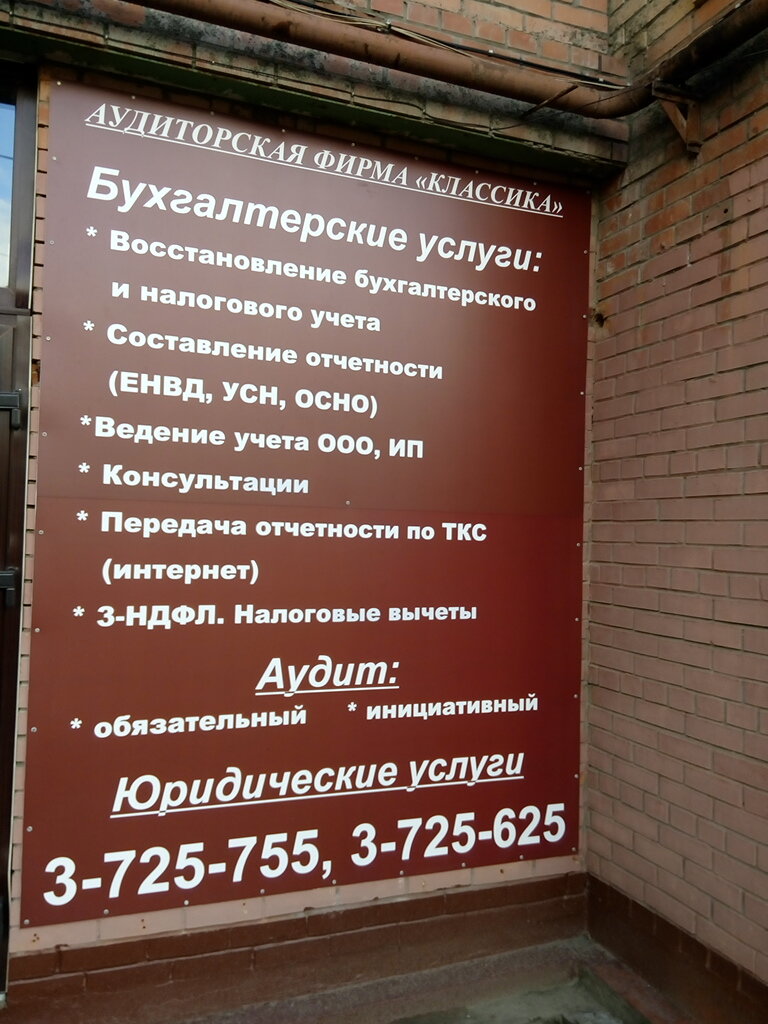 АУДИТОРСКАЯ ФИРМА «КЛАССИКА»
Бухгалтерские услуги:
* Восстановление бухгалтерского
и налогового учета
* Составление отчетности
(ЕНВД, УСН, ОСНО)
*Ведение учета ООО, ИП
* Консультации
* Передача отчетности по ТКС
(интернет)
* 3-НДФЛ. Налоговые вычеты
Аудит:
* обязательный * инициативный
Юридические услуги
3-725-755, 3-725-625